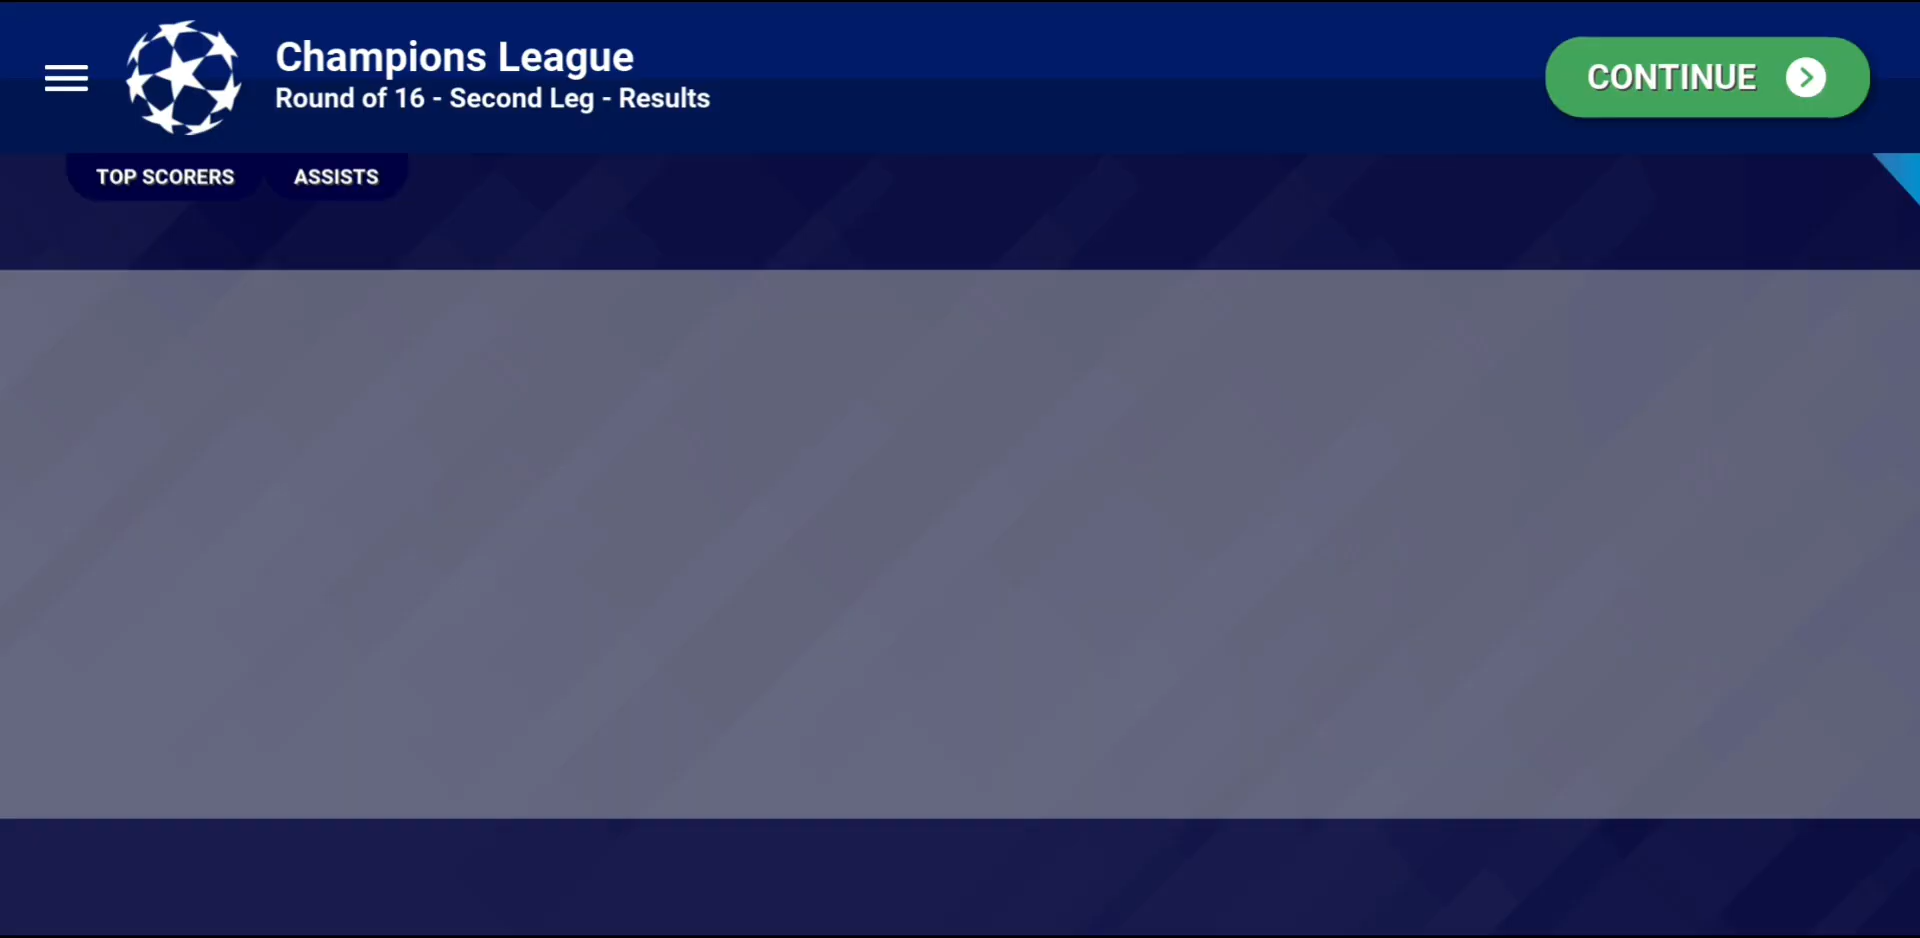 Champions League
Round of 16 - Second Leg - Results
CONTINUE
TOP SCORERS
ASSISTS